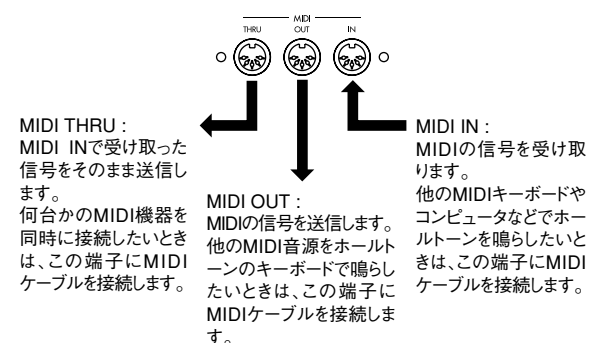 MIDI
THRU OUT IN
MIDI THRU :
MIDI INで受け取った
信号をそのまま送信し
ます。
何台かのMIDI機器を
同時に接続したいとき
は、この端子にMIDI
ケーブルを接続します。
MIDI OUT :
MIDIの信号を送信します。
他のMIDI音源をホールト
ーンのキーボードで鳴らし
たいときは、この端子に
MIDIケーブルを接続しま
す。
MIDI IN :
MIDIの信号を受け取
ります。
他のMIDIキーボードや
コンピュータなどでホー
ルトーンを鳴らしたいと
きは、この端子にMIDI
ケーブルを接続します。